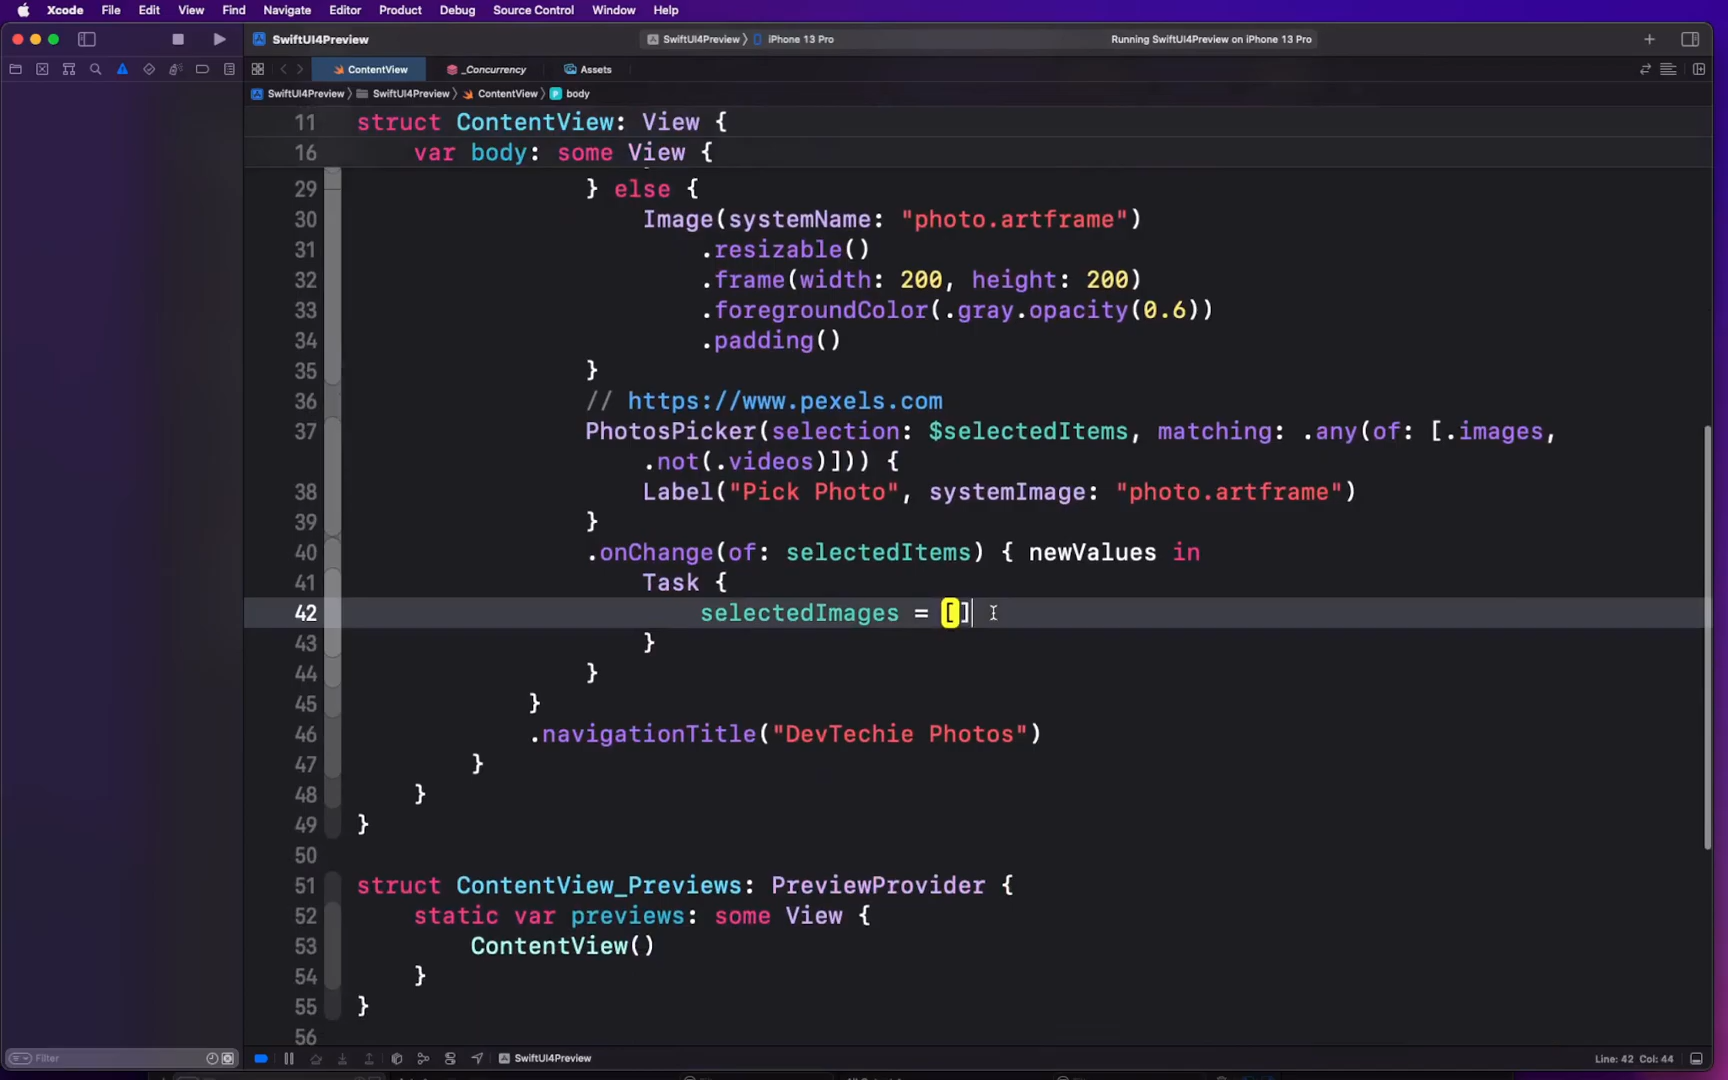 Xcode File Edit View Find Navigate Editor Product Debug Source Control Window Help
SwiftUI4Preview SwiftUI4Preview 〉 iPhone 13 Pro Running SwiftUI4Preview on iPhone 13 Pro
ContentView _Concurrency Assets
SwiftUI4Preview 〉 SwiftUI4Preview 〉 ContentView 〉 P body
11 struct ContentView: View {
16 var body: some View {
29 } else {
30 Image(systemName: "photo.artframe")
31 .resizable()
32 .frame(width: 200, height: 200)
33 .foregroundColor(.gray.opacity(0.6))
34 .padding()
35 }
36 // https://www.pexels.com
37 PhotosPicker(selection: $selectedItems, matching: .any(of: [.images,
.not(.videos)])) {
38 Label("Pick Photo", systemImage: "photo.artframe")
39 }
40 .onChange(of: selectedItems) { newValues in
41 Task {
42 selectedImages = []
43 }
44 }
45 }
46 .navigationTitle("DevTechie Photos")
47 }
48 }
49 }
50
51 struct ContentView_Previews: PreviewProvider {
52 static var previews: some View {
53 ContentView()
54 }
55 }
56
Filter SwiftUI4Preview Line: 42 Col: 44